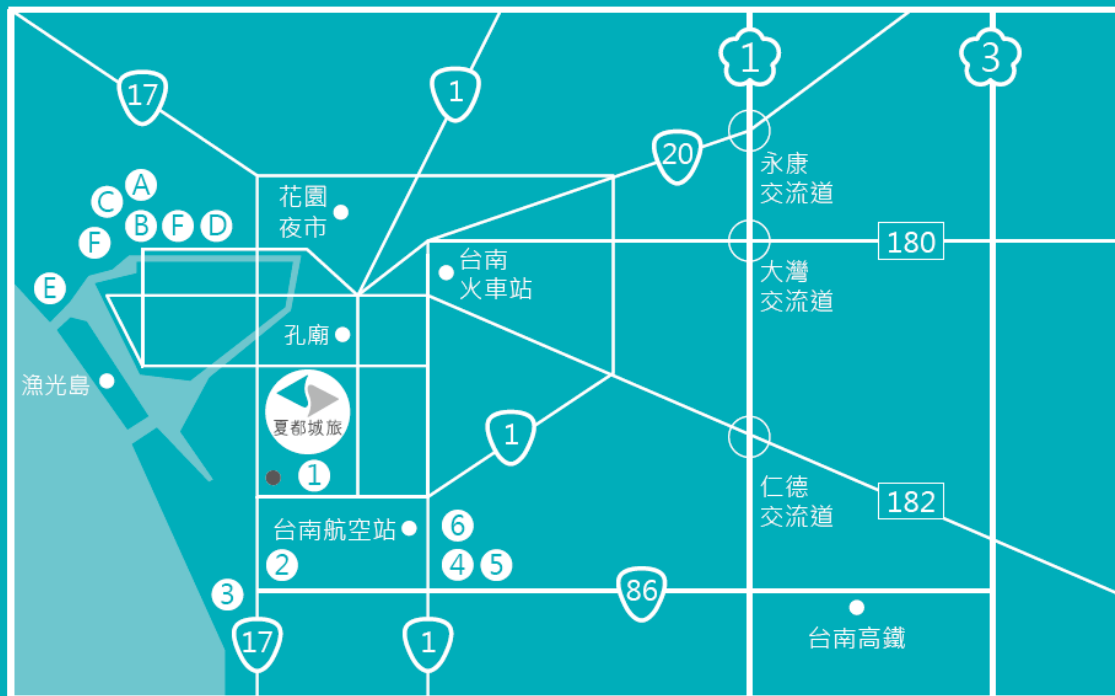 1
3
17
1
20
永康
交流道
A
C
花園
夜市
B
F
D
F
180
台南
火車站
大灣
交流道
E
孔廟
漁光島
夏都城旅
1
1
仁德
交流道
182
台南航空站
6
2
4
5
3
86
17
1
台南高鐵